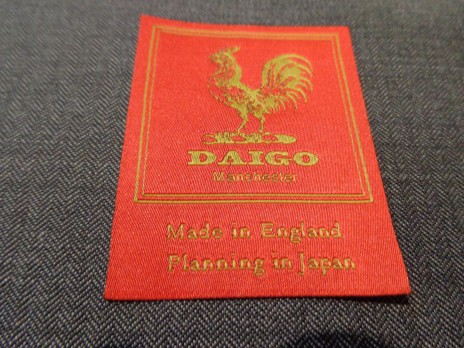 DAIGO
Manchester
Made in England
Planning in Japan